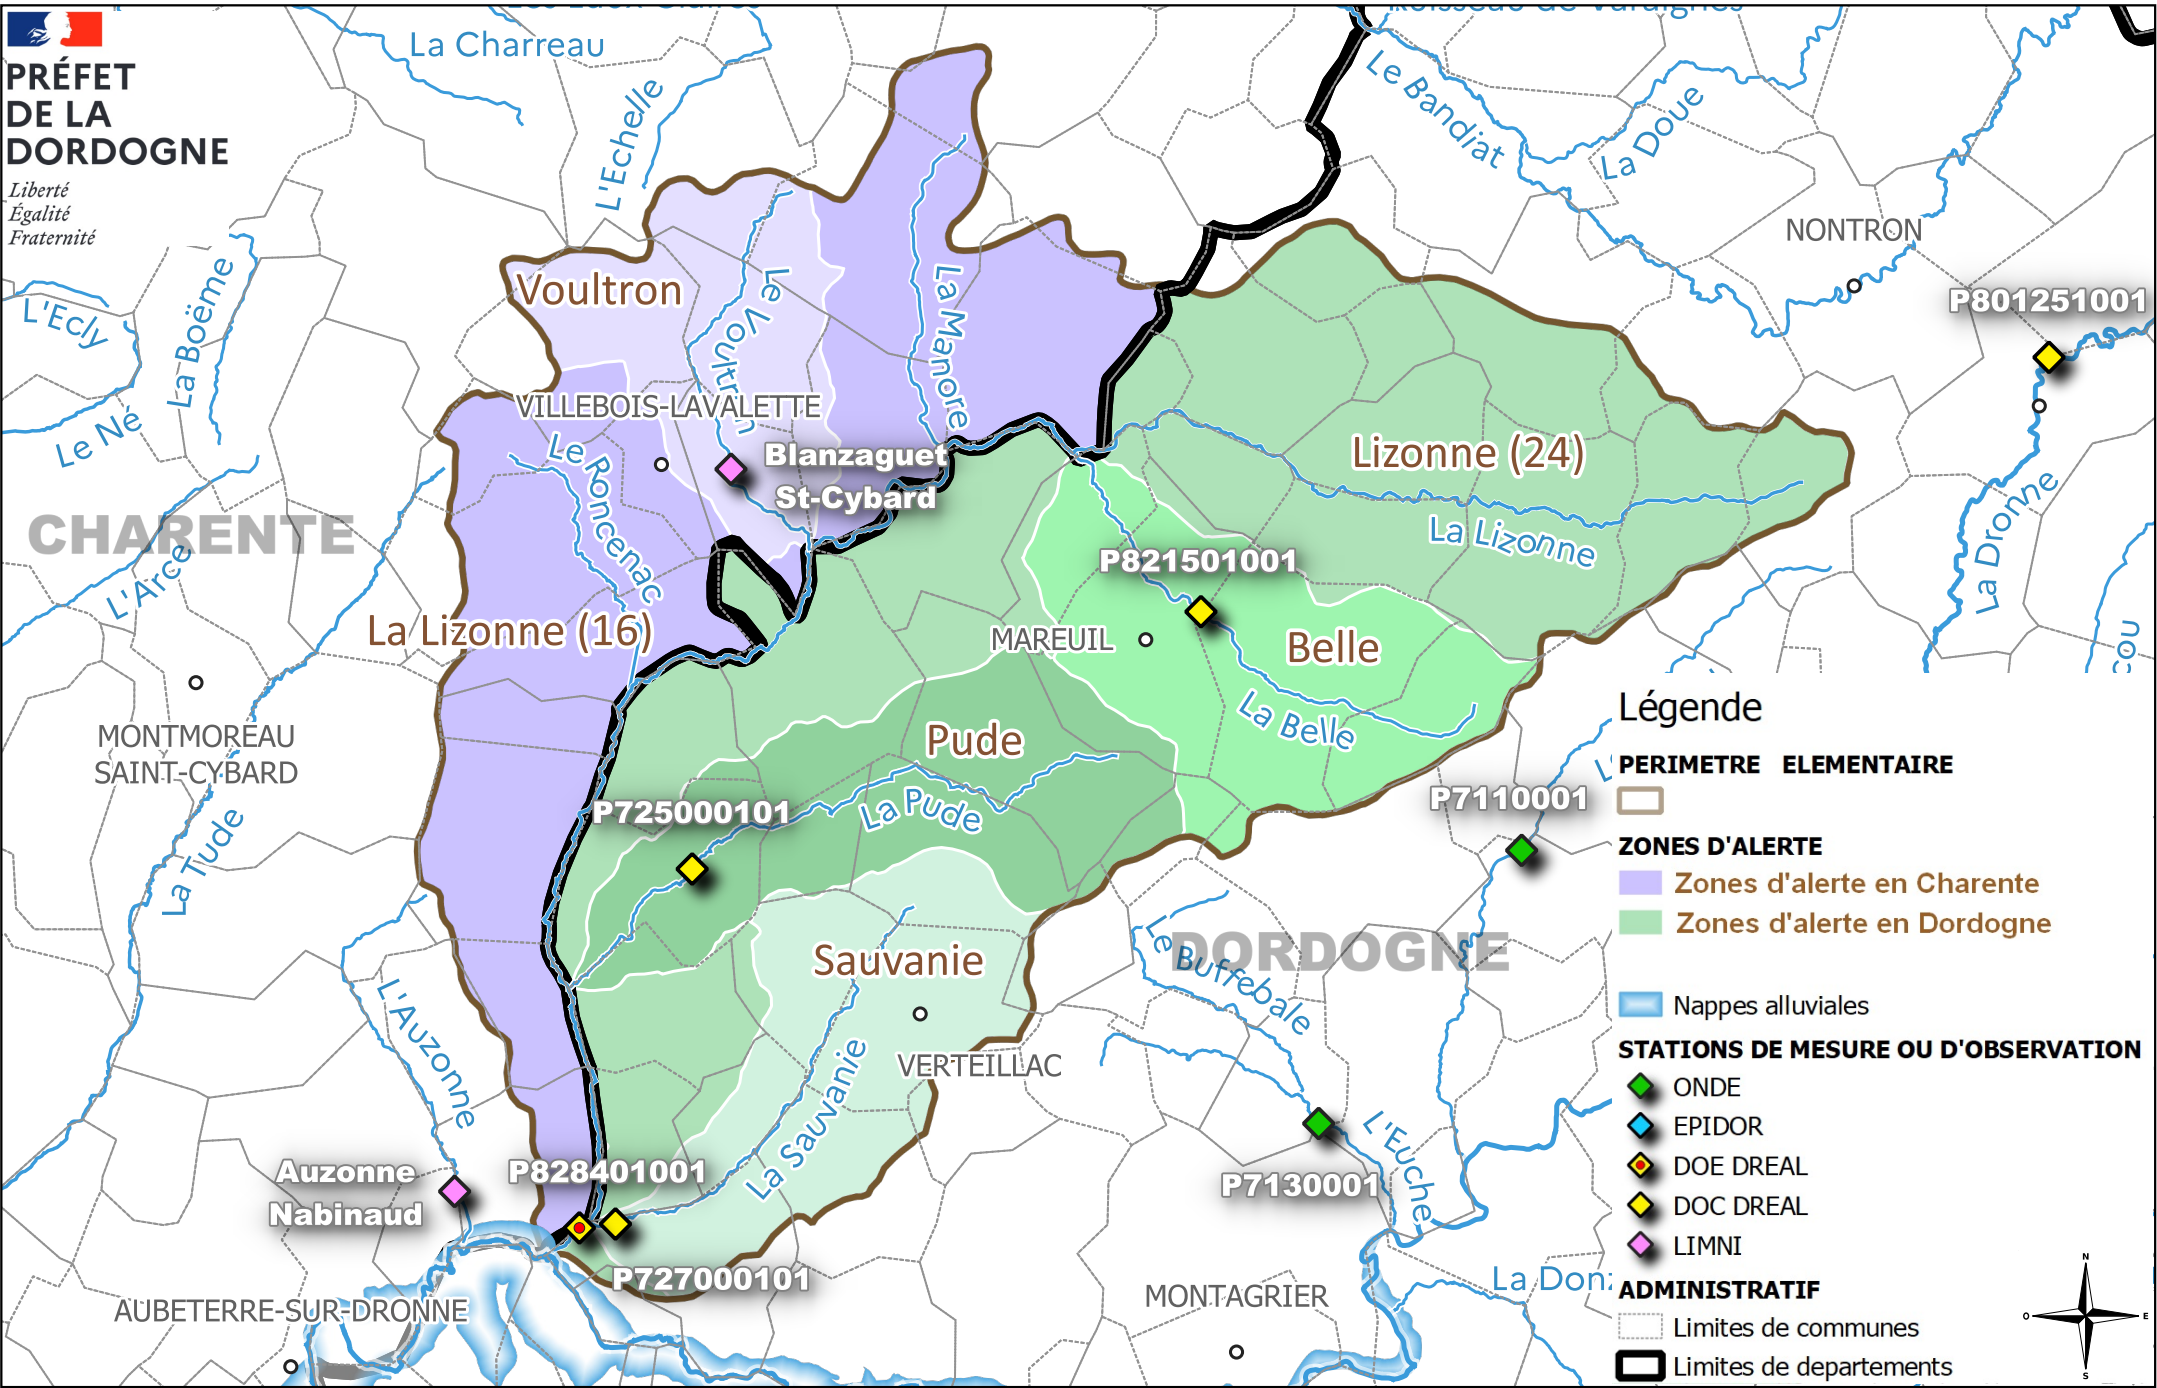 PRÉFET
DE LA
DORDOGNE
Liberté
Égalité
Fraternité
La Charreau
L'Echelle
Le Bandiat
La Doue
NONTRON
P801251001
L'Ecly
La Boëme
Le Né
Voultron
Le Voultron
La Manore
VILLEBOIS-LAVALETTE
Le Roncenac
Blanzaguet
St-Cybard
Lizonne (24)
La Lizonne
La Dronne
CHARENTE
L'Arce
P821501001
La Lizonne (16)
MAREUIL
Belle
La Belle
MONTMOREAU
SAINT-CYBARD
La Tude
Pude
P725000101
La Pude
P7110001
Sauvanie
VERTEILLAC
DORDOGNE
Le Buffebale
L'Auzonne
La Sauvanie
L'Euche
Auzonne
Nabinaud
P828401001
P7130001
P727000101
AUBETERRE-SUR-DRONNE
MONTAGRIER
La Donz
Légende
PERIMETRE ELEMENTAIRE
ZONES D'ALERTE
Zones d'alerte en Charente
Zones d'alerte en Dordogne
Nappes alluviales
STATIONS DE MESURE OU D'OBSERVATION
ONDE
EPIDOR
DOE DREAL
DOC DREAL
LIMNI
ADMINISTRATIF
Limites de communes
Limites de departements
N
O
E
S